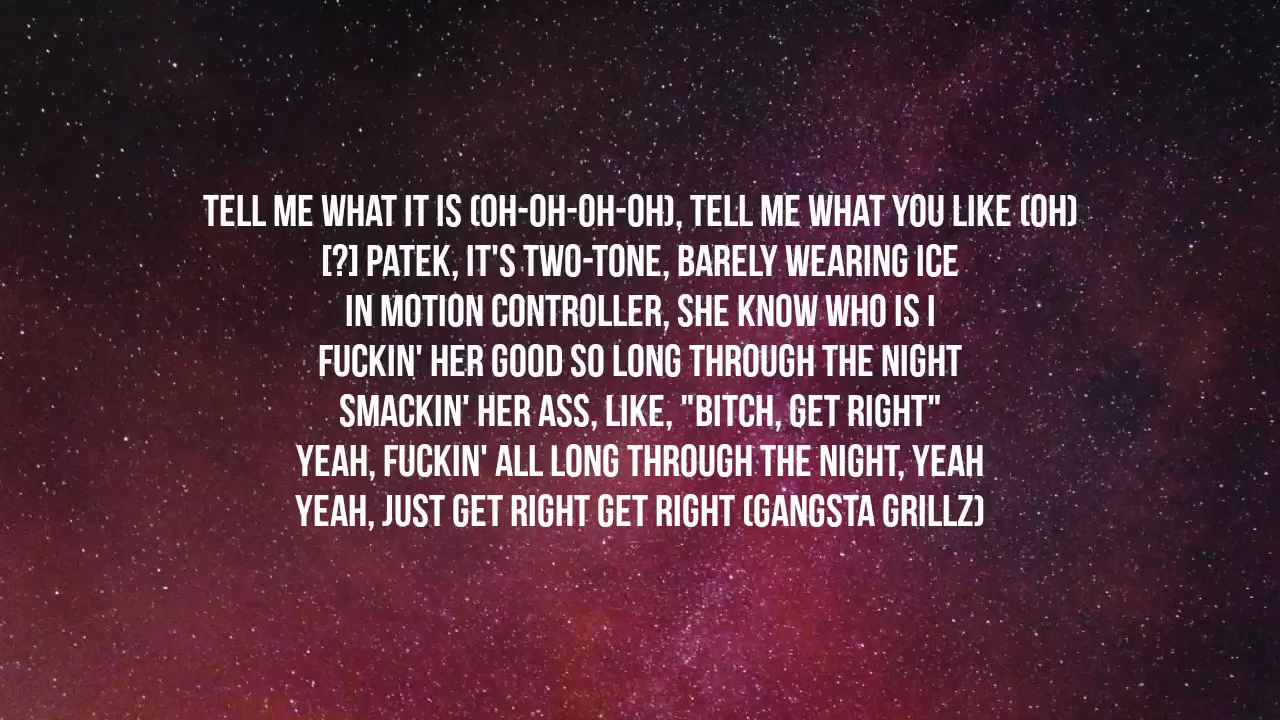 TELL ME WHAT IT IS (OH-OH-OH-OH), TELL ME WHAT YOU LIKE (OH)
[?] PATEK, IT'S TWO-TONE, BARELY WEARING ICE
IN MOTION CONTROLLER, SHE KNOW WHO IS I
FUCKIN' HER GOOD SO LONG THROUGH THE NIGHT
SMACKIN' HER ASS, LIKE, "BITCH, GET RIGHT"
YEAH, FUCKIN' ALL LONG THROUGH THE NIGHT, YEAH
YEAH, JUST GET RIGHT GET RIGHT (GANGSTA GRILLZ)